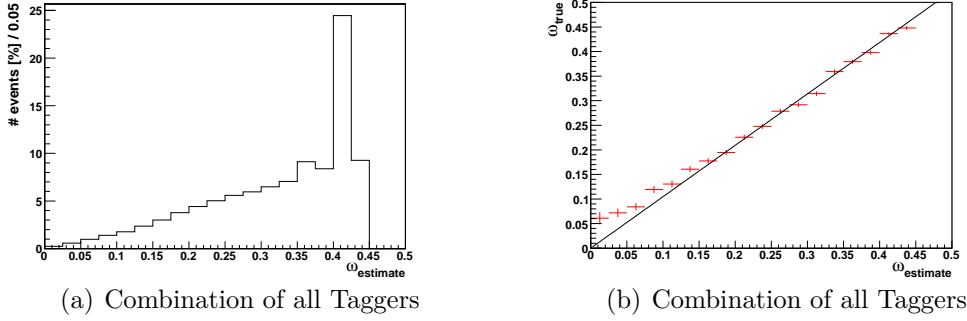 # events [%] / 0.05
25
20
15
10
5
0
0 0.05 0.1 0.15 0.2 0.25 0.3 0.35 0.4 0.45 0.5
ω_estimate
(a) Combination of all Taggers
ω_true
0.5
0.45
0.4
0.35
0.3
0.25
0.2
0.15
0.1
0.05
0
0 0.05 0.1 0.15 0.2 0.25 0.3 0.35 0.4 0.45 0.5
ω_estimate
(b) Combination of all Taggers